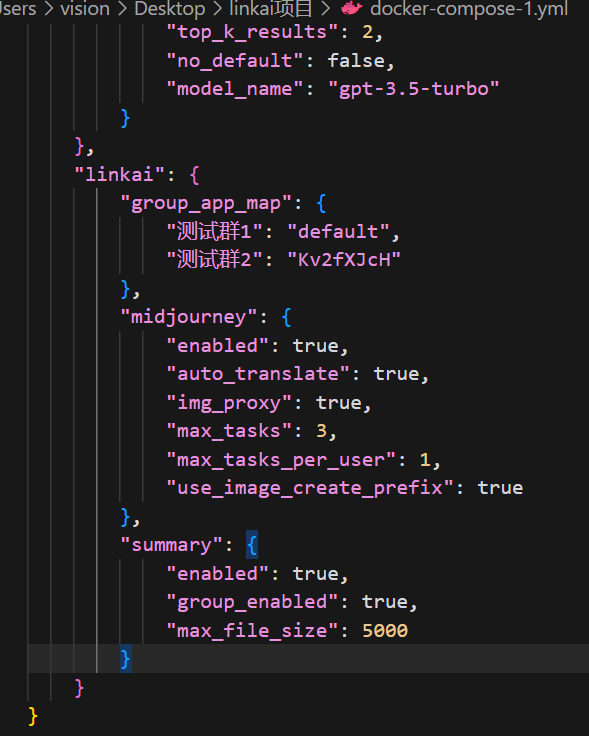 Users > vision > Desktop > linkai项目 > docker-compose-1.yml
"top_k_results": 2,
"no_default": false,
"model_name": "gpt-3.5-turbo"
}
},
"linkai": {
"group_app_map": {
"测试群1": "default",
"测试群2": "Kv2fXJcH"
},
"midjourney": {
"enabled": true,
"auto_translate": true,
"img_proxy": true,
"max_tasks": 3,
"max_tasks_per_user": 1,
"use_image_create_prefix": true
},
"summary": {
"enabled": true,
"group_enabled": true,
"max_file_size": 5000
}
}
}